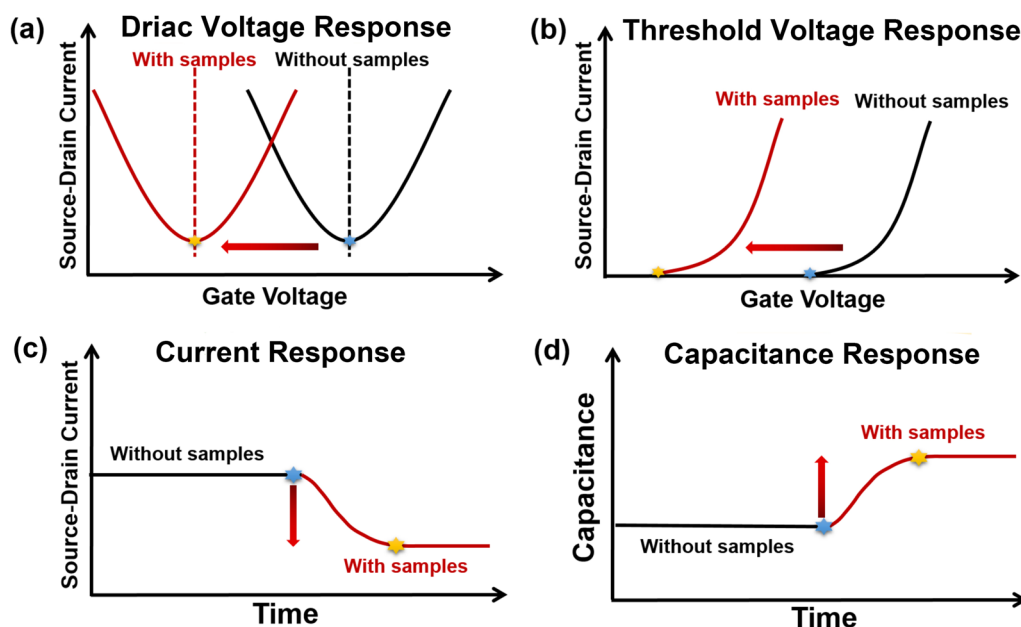 (a)
Driac Voltage Response
With samples
Without samples
Source-Drain Current
Gate Voltage
(b)
Threshold Voltage Response
With samples
Without samples
Source-Drain Current
Gate Voltage
(c)
Current Response
Without samples
With samples
Source-Drain Current
Time
(d)
Capacitance Response
With samples
Without samples
Capacitance
Time